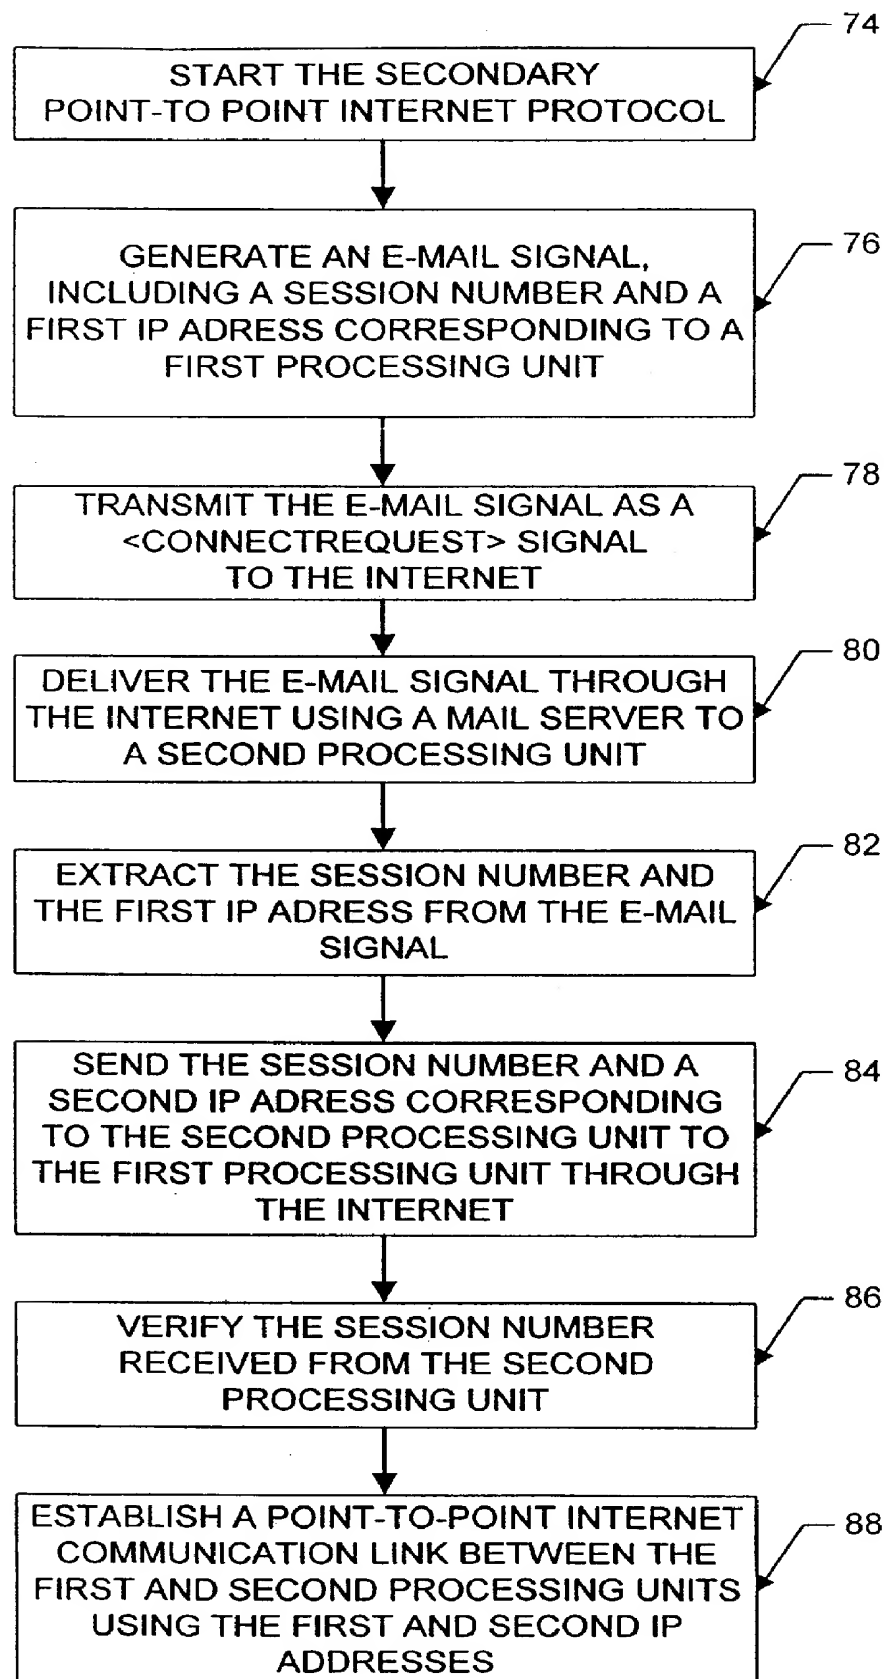 74
START THE SECONDARY
POINT-TO POINT INTERNET PROTOCOL
76
GENERATE AN E-MAIL SIGNAL,
INCLUDING A SESSION NUMBER AND A
FIRST IP ADRESS CORRESPONDING TO A
FIRST PROCESSING UNIT
78
TRANSMIT THE E-MAIL SIGNAL AS A
<CONNECTREQUEST> SIGNAL
TO THE INTERNET
80
DELIVER THE E-MAIL SIGNAL THROUGH
THE INTERNET USING A MAIL SERVER TO
A SECOND PROCESSING UNIT
82
EXTRACT THE SESSION NUMBER AND
THE FIRST IP ADRESS FROM THE E-MAIL
SIGNAL
84
SEND THE SESSION NUMBER AND A
SECOND IP ADRESS CORRESPONDING
TO THE SECOND PROCESSING UNIT TO
THE FIRST PROCESSING UNIT THROUGH
THE INTERNET
86
VERIFY THE SESSION NUMBER
RECEIVED FROM THE SECOND
PROCESSING UNIT
88
ESTABLISH A POINT-TO-POINT INTERNET
COMMUNICATION LINK BETWEEN THE
FIRST AND SECOND PROCESSING UNITS
USING THE FIRST AND SECOND IP
ADDRESSES